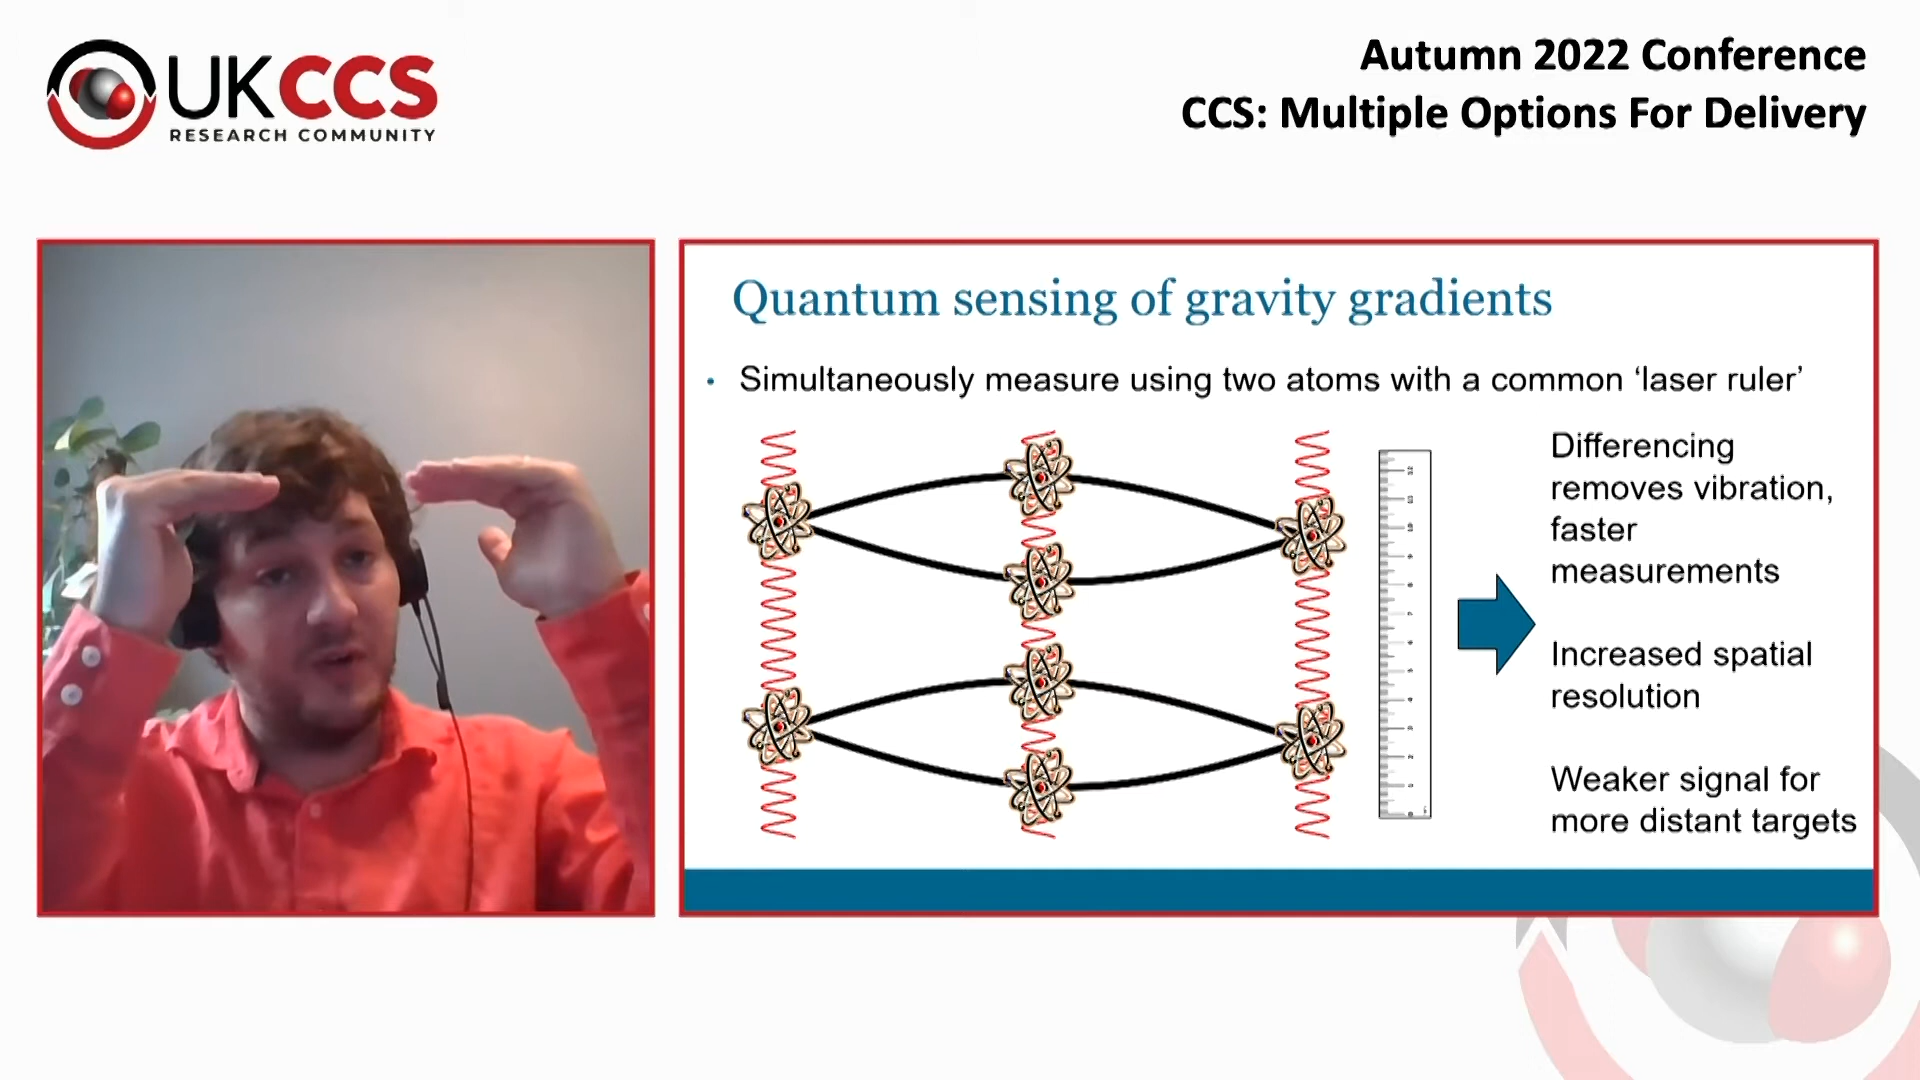 UKCCS
RESEARCH COMMUNITY
Autumn 2022 Conference
CCS: Multiple Options For Delivery
Quantum sensing of gravity gradients
• Simultaneously measure using two atoms with a common ‘laser ruler’
Differencing
removes vibration,
faster
measurements
Increased spatial
resolution
Weaker signal for
more distant targets